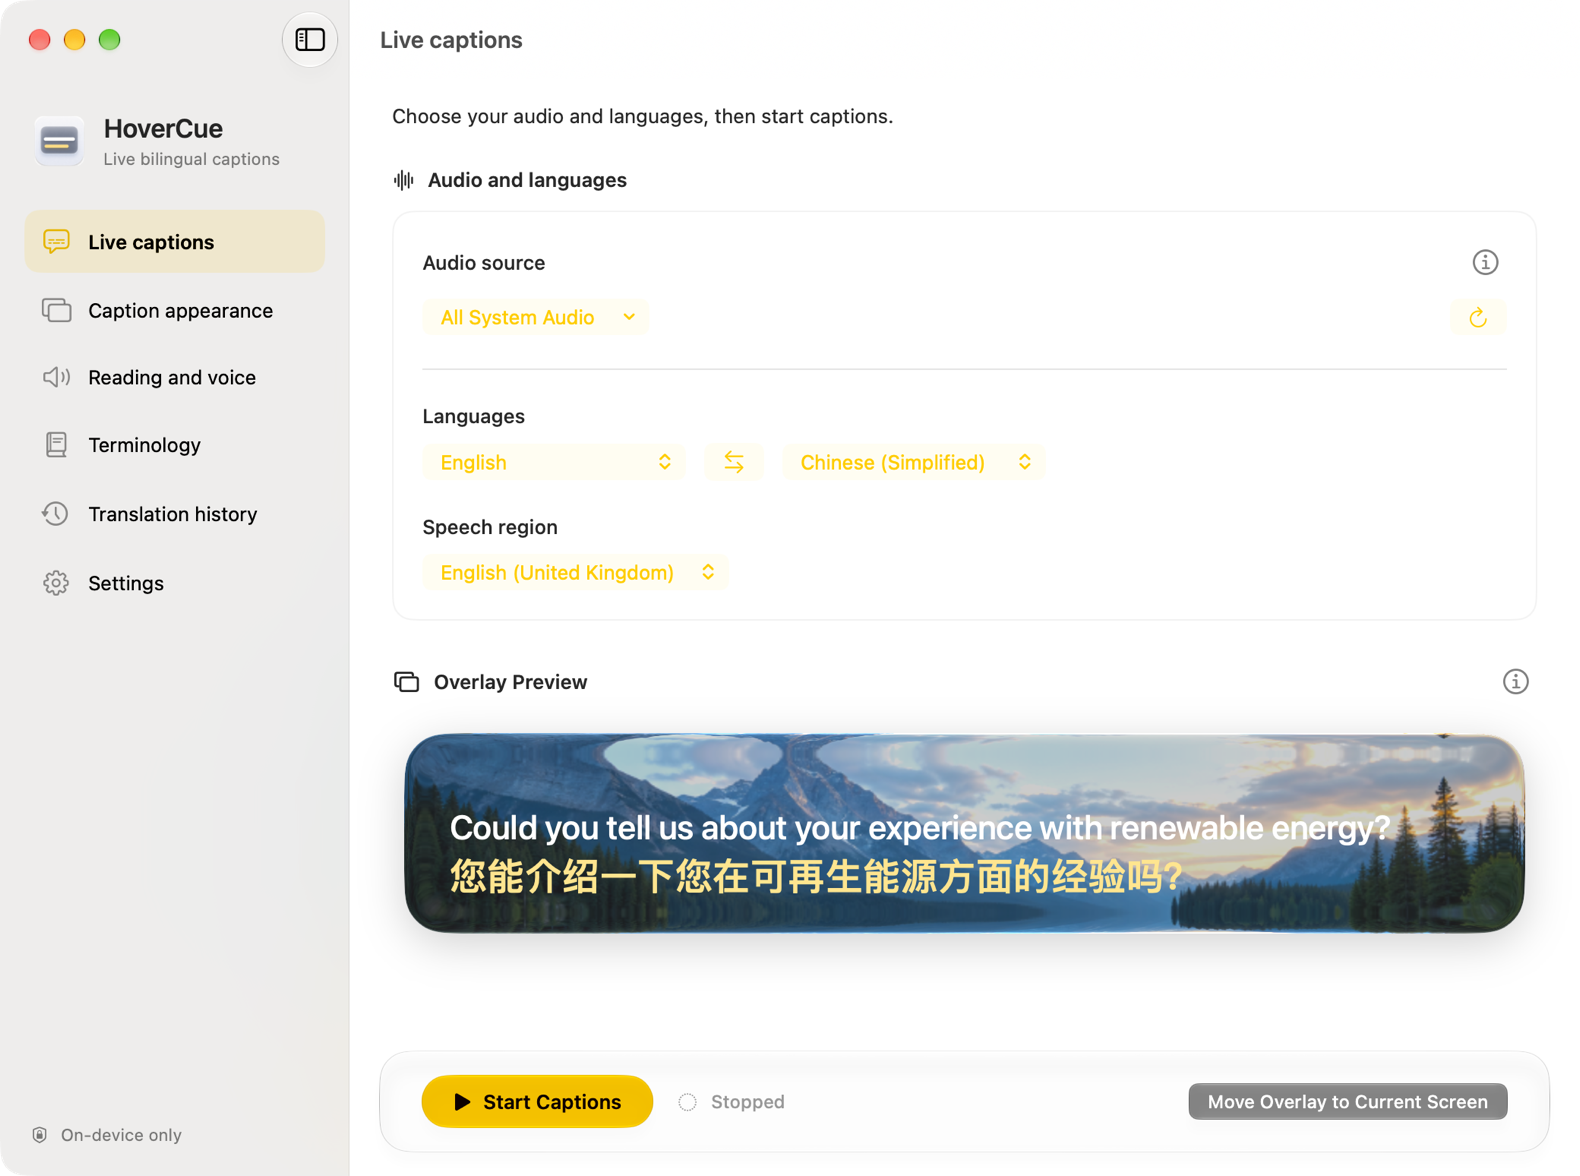 Live captions
HoverCue
Live bilingual captions
Live captions
Caption appearance
Reading and voice
Terminology
Translation history
Settings
On-device only
Choose your audio and languages, then start captions.
Audio and languages
Audio source
All System Audio
Languages
English
Chinese (Simplified)
Speech region
English (United Kingdom)
Overlay Preview
Could you tell us about your experience with renewable energy?
您能介绍一下您在可再生能源方面的经验吗?
Start Captions
Stopped
Move Overlay to Current Screen